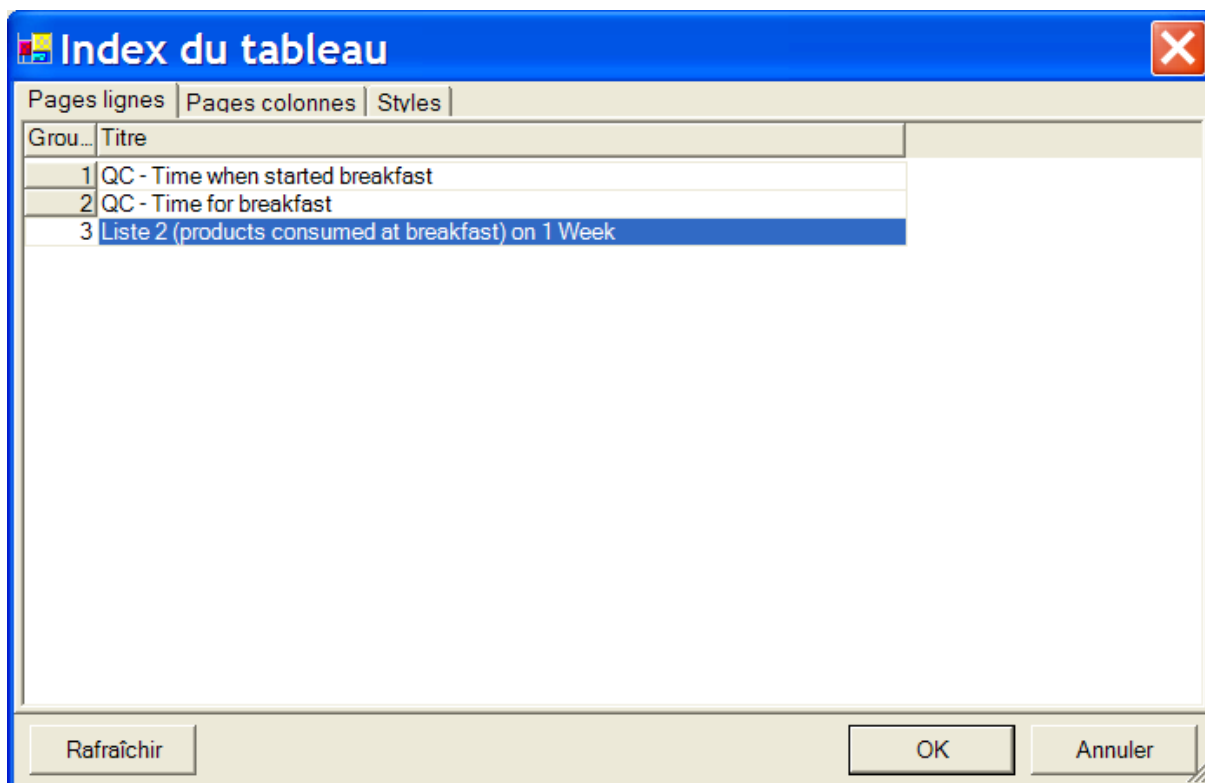 Index du tableau
Pages lignes Pages colonnes Styles
Grou... Titre
1 QC - Time when started breakfast
2 QC - Time for breakfast
3 Liste 2 (products consumed at breakfast) on 1 Week
Rafraîchir OK Annuler